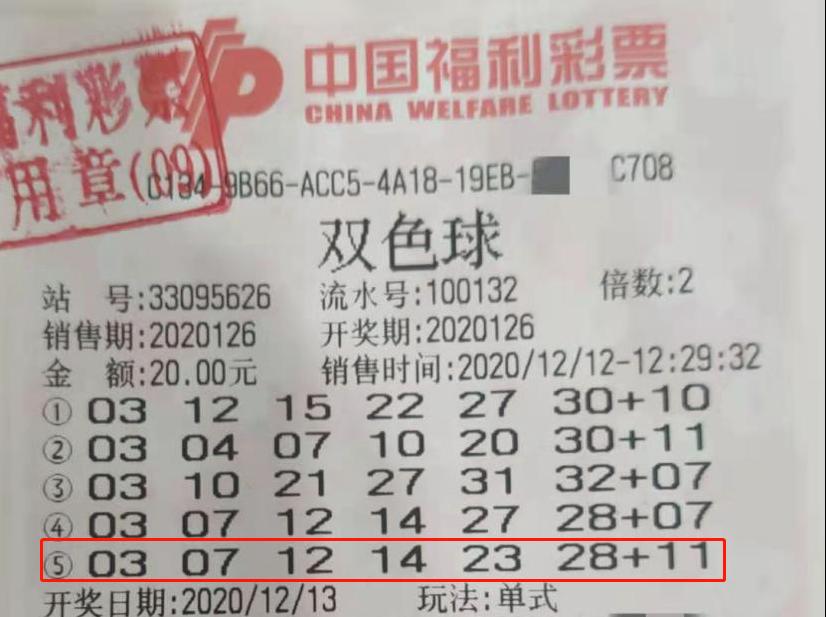 中国福利彩票
CHINA WELFARE LOTTERY
福利彩票
用章(09)
C134-9B66-ACC5-4A18-19EB- C708
双色球
站 号:33095626 流水号:100132 倍数:2
销售期:2020126 开奖期:2020126
金 额:20.00元 销售时间:2020/12/12-12:29:32
① 03 12 15 22 27 30+10
② 03 04 07 10 20 30+11
③ 03 10 21 27 31 32+07
④ 03 07 12 14 27 28+07
⑤ 03 07 12 14 23 28+11
开奖日期:2020/12/13 玩法:单式